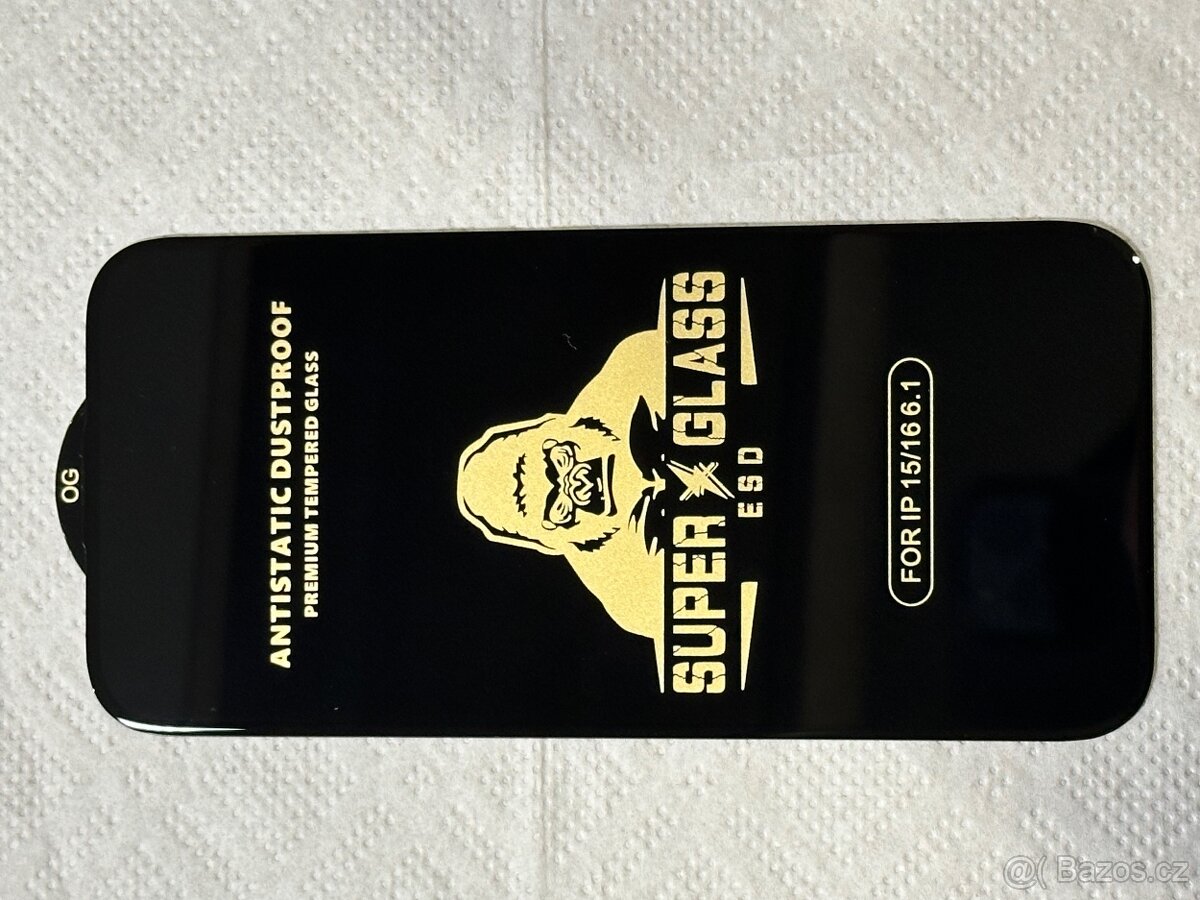 OG
ANTISTATIC DUSTPROOF
PREMIUM TEMPERED GLASS
SUPER GLASS
ESD
FOR IP 15/16 6.1
@( Bazos.cz